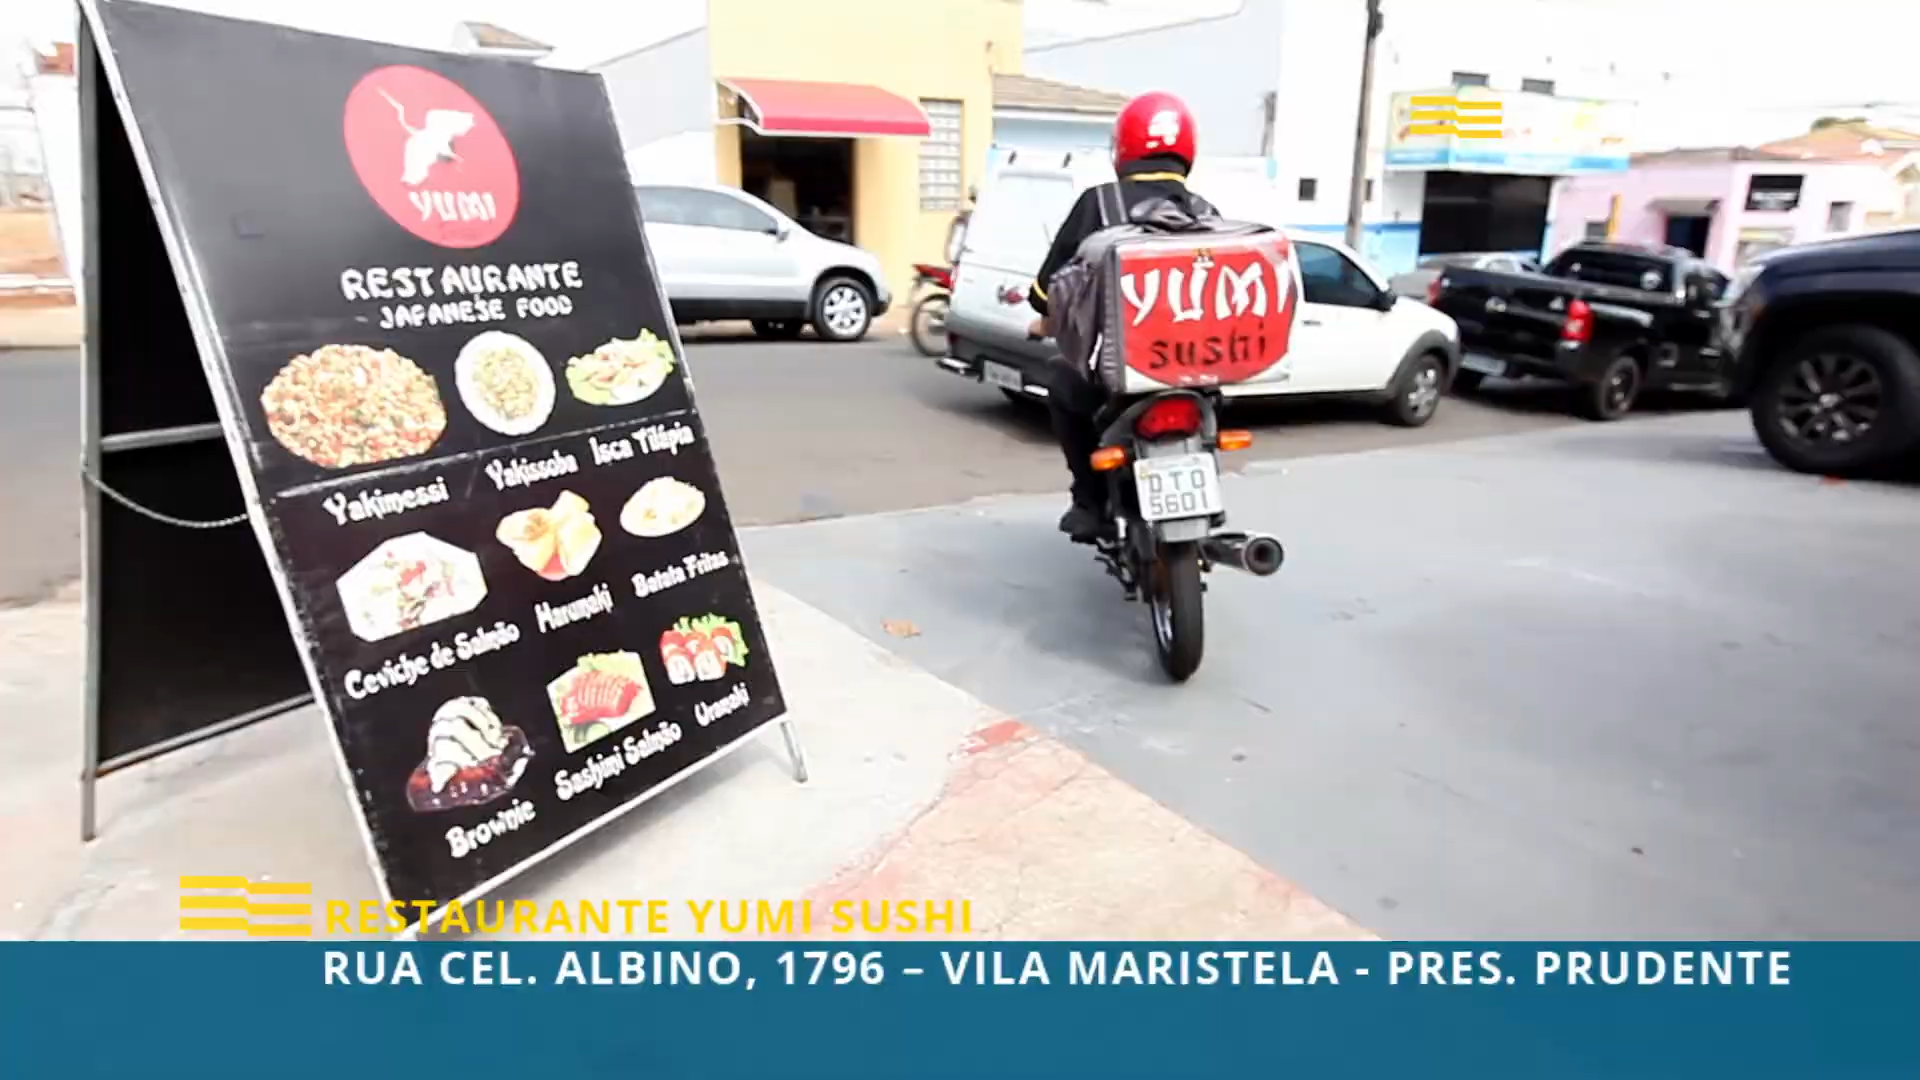 YUMI
RESTAURANTE
JAPANESE FOOD
Yakimessi
Yakissoba
Isca Tilápia
Ceviche de Salmão
Harumaki
Batata Fritas
Brownie
Sashimi Salmão
Uramaki
YUMI
sushi
DTO
5601
RESTAURANTE YUMI SUSHI
RUA CEL. ALBINO, 1796 – VILA MARISTELA - PRES. PRUDENTE